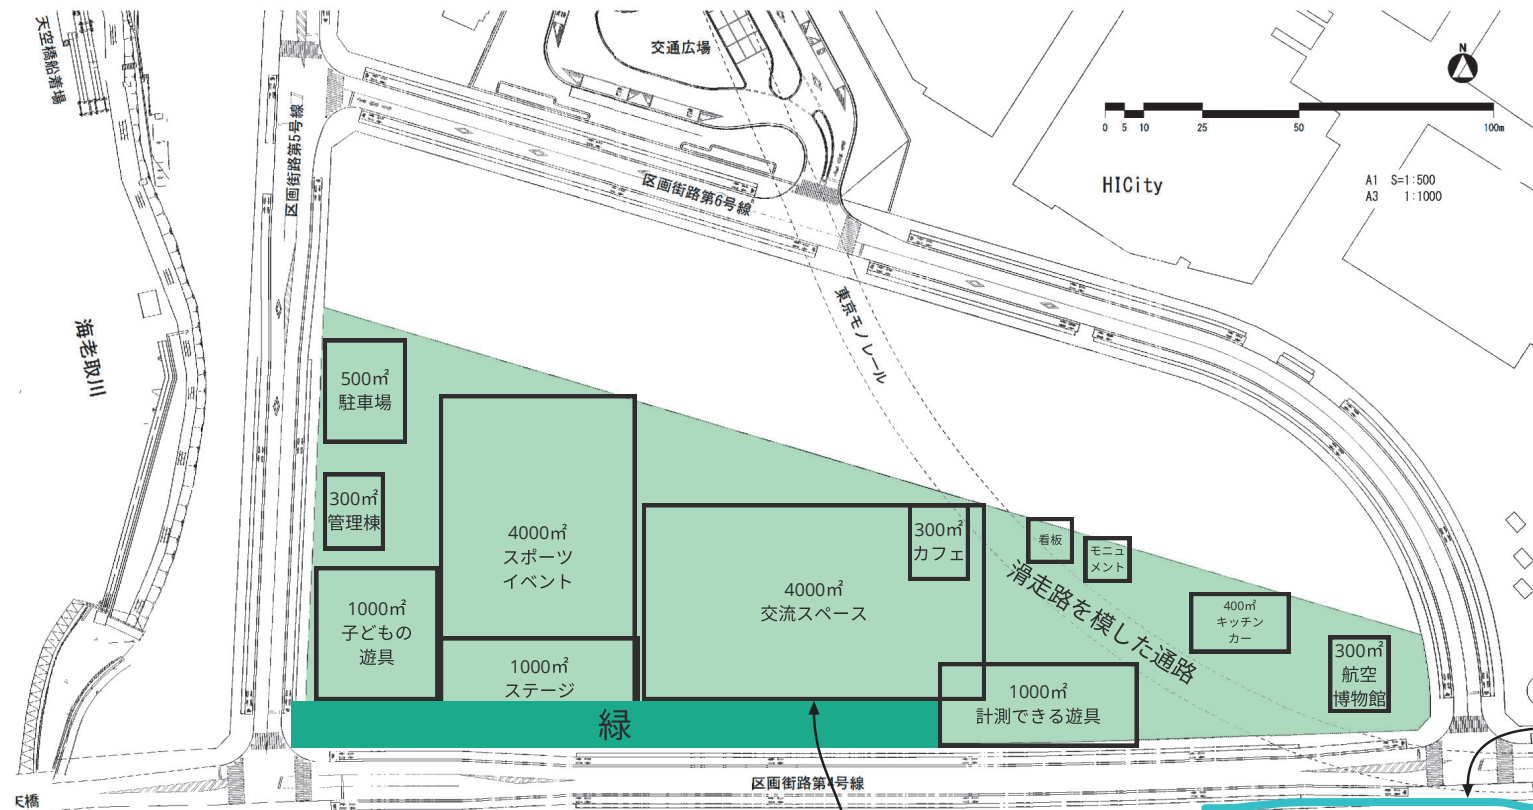 天空橋船着場
交通広場
N
0 5 10 25 50 100m
区画街路第5号線
区画街路第6号線
HICity
A1 S=1:500
A3 1:1000
海老取川
東京モノレール
500㎡
駐車場
300㎡
管理棟
4000㎡
スポーツ
イベント
300㎡
カフェ
看板
モニュ
メント
4000㎡
交流スペース
滑走路を模した通路
1000㎡
子どもの
遊具
400㎡
キッチン
カー
300㎡
航空
博物館
1000㎡
ステージ
1000㎡
計測できる遊具
緑
区画街路第4号線
天橋